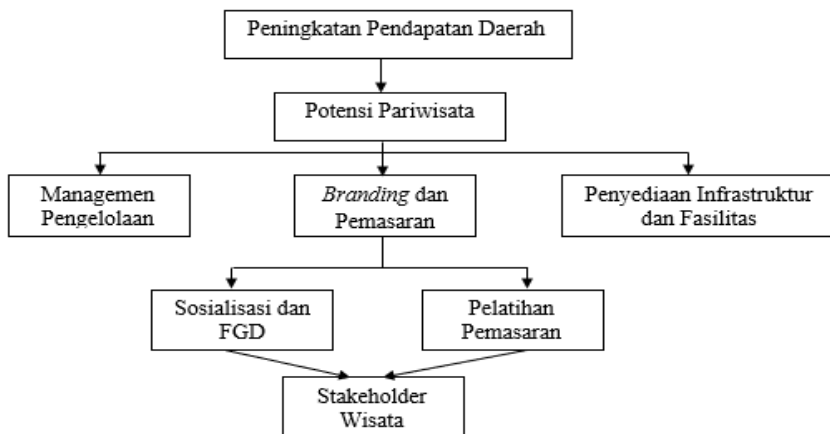 Peningkatan Pendapatan Daerah
Potensi Pariwisata
Managemen
Pengelolaan
Branding dan
Pemasaran
Penyediaan Infrastruktur
dan Fasilitas
Sosialisasi dan
FGD
Pelatihan
Pemasaran
Stakeholder
Wisata